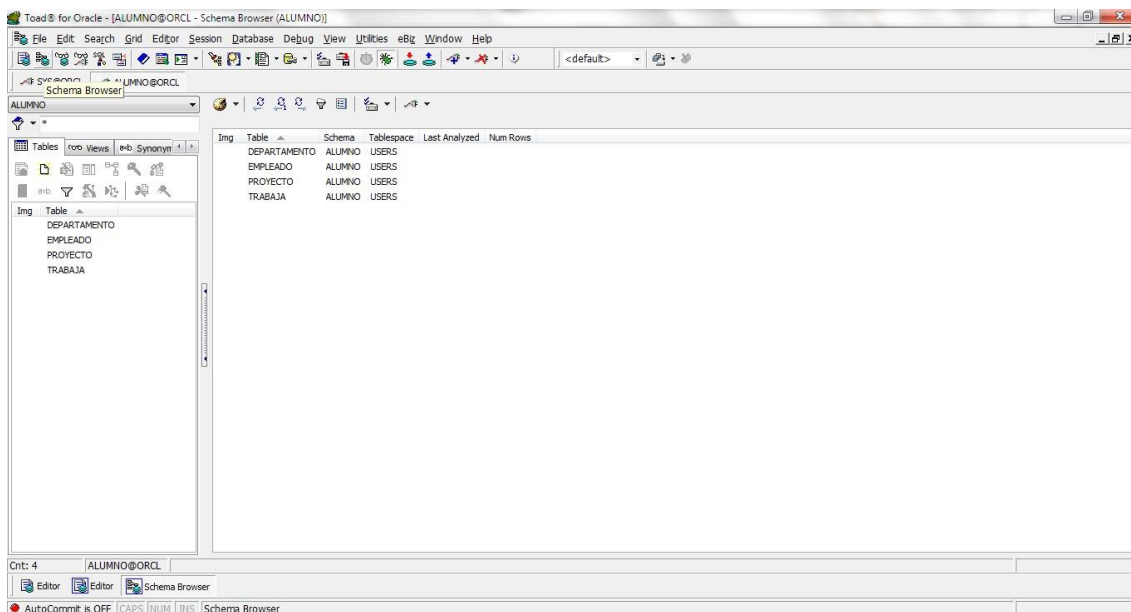 Toad® for Oracle - [ALUMNO@ORCL - Schema Browser (ALUMNO)]
File Edit Search Grid Editor Session Database Debug View Utilities eBiz Window Help
<default>
ALUMNO@ORCL
Schema Browser
ALUMNO
*
Tables Views Synonym
Img Table
DEPARTAMENTO
EMPLEADO
PROYECTO
TRABAJA
Img Table Schema Tablespace Last Analyzed Num Rows
DEPARTAMENTO ALUMNO USERS
EMPLEADO ALUMNO USERS
PROYECTO ALUMNO USERS
TRABAJA ALUMNO USERS
Cnt: 4 ALUMNO@ORCL
Editor Editor Schema Browser
AutoCommit is OFF CAPS NUM INS Schema Browser